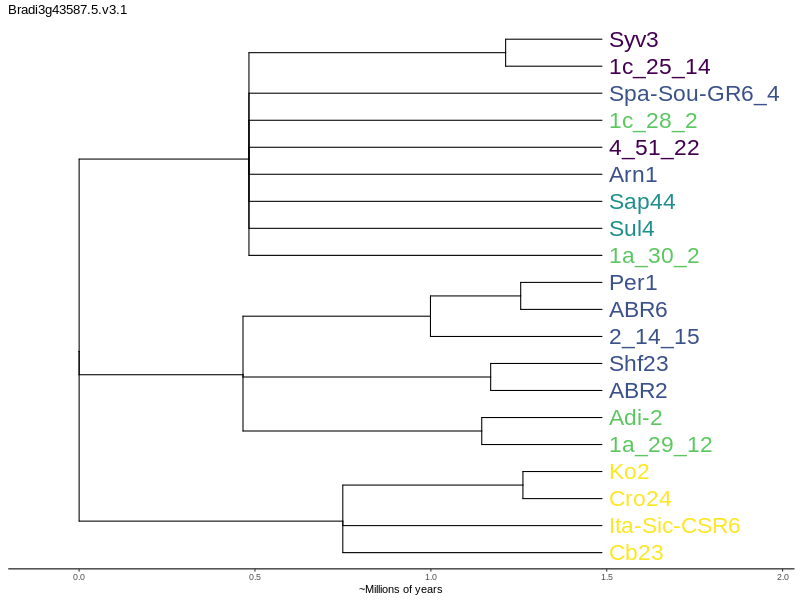 Bradi3g43587.5.v3.1
Syv3
1c_25_14
Spa-Sou-GR6_4
1c_28_2
4_51_22
Arn1
Sap44
Sul4
1a_30_2
Per1
ABR6
2_14_15
Shf23
ABR2
Adi-2
1a_29_12
Ko2
Cro24
Ita-Sic-CSR6
Cb23
0.0 0.5 1.0 1.5 2.0
~Millions of years